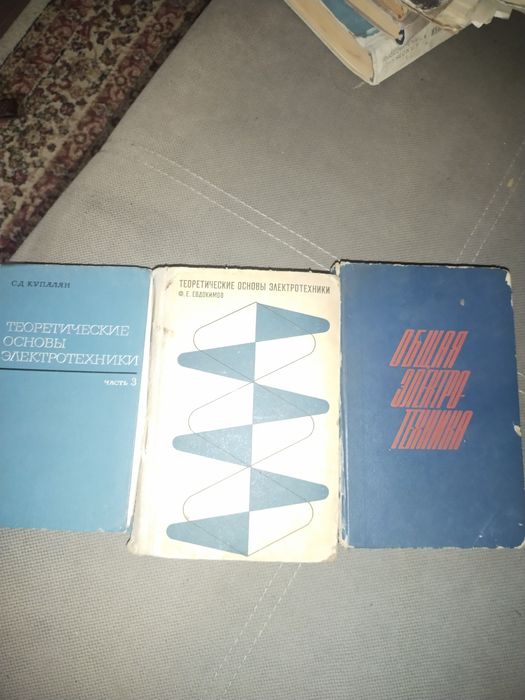 С.Д. КУПАЛЯН
ТЕОРЕТИЧЕСКИЕ
ОСНОВЫ
ЭЛЕКТРОТЕХНИКИ
ЧАСТЬ 3
ТЕОРЕТИЧЕСКИЕ ОСНОВЫ ЭЛЕКТРОТЕХНИКИ
Ф. Е. ЕВДОКИМОВ
ОБЩАЯ
ЭЛЕКТРО-
ТЕХНИКА